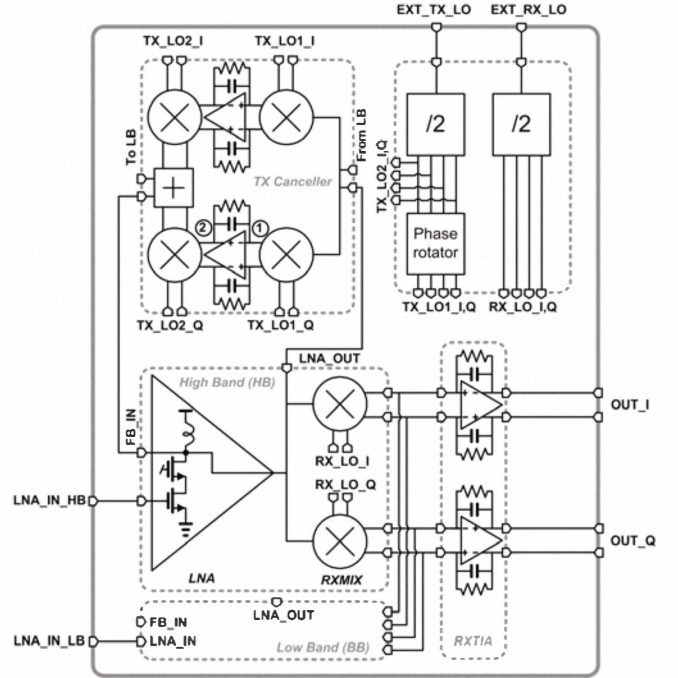 EXT_TX_LO
EXT_RX_LO
TX_LO2_I
TX_LO1_I
/2
/2
To LB
From LB
TX Canceller
TX_LO2_I,Q
+
2
1
Phase
rotator
TX_LO1_I,Q
RX_LO_I,Q
TX_LO2_Q
TX_LO1_Q
LNA_OUT
High Band (HB)
FB_IN
OUT_I
RX_LO_I
RX_LO_Q
LNA_IN_HB
OUT_Q
LNA
RXMIX
LNA_OUT
FB_IN
LNA_IN_LB
LNA_IN
Low Band (BB)
RXTIA